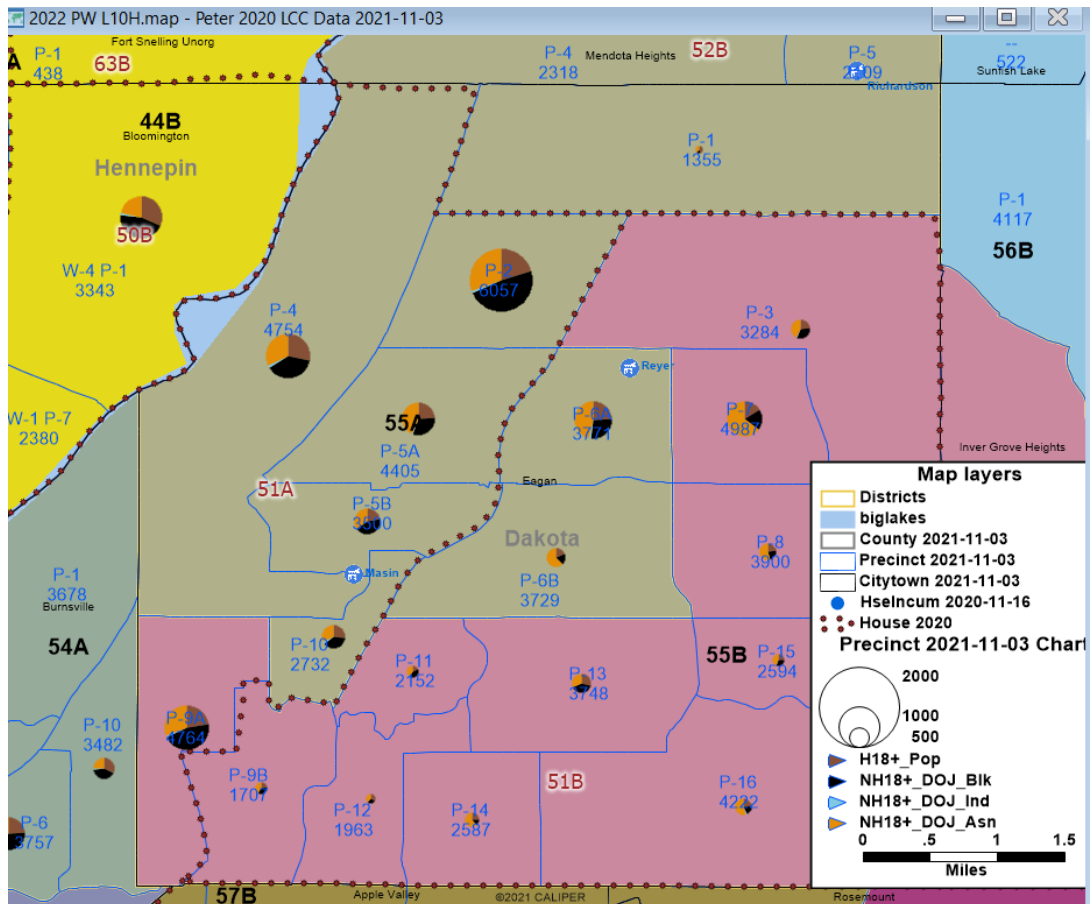 2022 PW L10H.map - Peter 2020 LCC Data 2021-11-03
P-1
438
A
63B
Fort Snelling Unorg
P-4
2318
Mendota Heights
52B
P-5
Richardson
--
522
Sunfish Lake
44B
Bloomington
Hennepin
50B
W-4 P-1
3343
P-1
1355
P-1
4117
56B
P-2
6057
P-4
4754
P-3
3284
Reyer
W-1 P-7
2380
55A
P-5A
4405
P-6A
3771
P-7
4987
Inver Grove Heights
51A
Eagan
P-5B
3500
Dakota
P-8
3900
Masin
P-6B
3729
P-1
3678
Burnsville
54A
P-10
2732
P-11
2152
P-13
3748
55B
P-15
2594
P-10
3482
P-9A
4764
P-9B
1707
51B
P-12
1963
P-14
2587
P-16
4222
P-6
3757
57B
Apple Valley
©2021 CALIPER
Rosemount
Map layers
Districts
biglakes
County 2021-11-03
Precinct 2021-11-03
Citytown 2021-11-03
HseIncum 2020-11-16
House 2020
Precinct 2021-11-03 Chart
2000
1000
500
H18+_Pop
NH18+_DOJ_Blk
NH18+_DOJ_Ind
NH18+_DOJ_Asn
0 .5 1 1.5
Miles